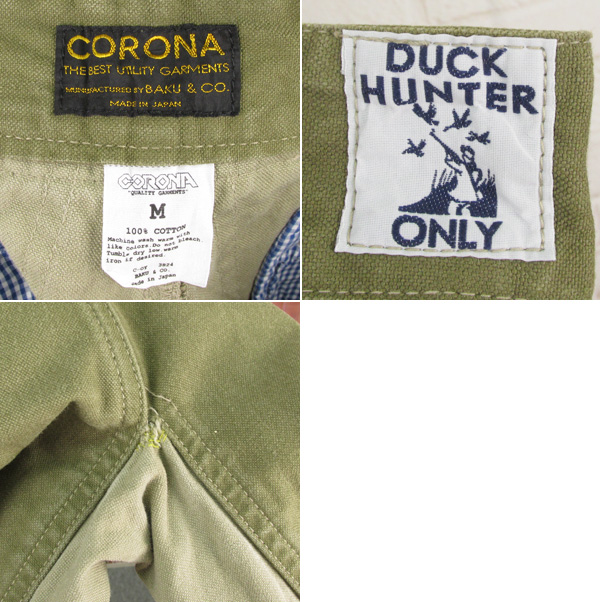 CORONA
THE BEST UTILITY GARMENTS
MUNUFACTURED BY BAKU & CO.
MADE IN JAPAN
CORONA
"QUALITY GARMENTS"
M
100% COTTON
Machine wash warm with
like Colors.Do not Bleach.
Tumble dry low.warm
iron if desired.
C-OY
BAKU & CO.
made in Japan
DUCK
HUNTER
ONLY